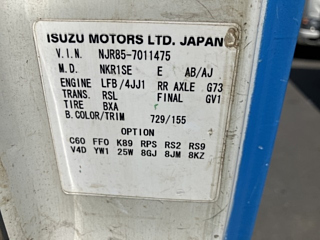 ISUZU MOTORS LTD. JAPAN
V.I.N. NJR85-7011475
M.D. NKR1SE E AB/AJ
ENGINE LFB/4JJ1 RR AXLE G73
TRANS. RSL FINAL GV1
TIRE BXA
B.COLOR/TRIM 729/155
OPTION
C60 FFO K89 RPS RS2 RS9
V4D YW1 25W 8GJ 8JM 8KZ